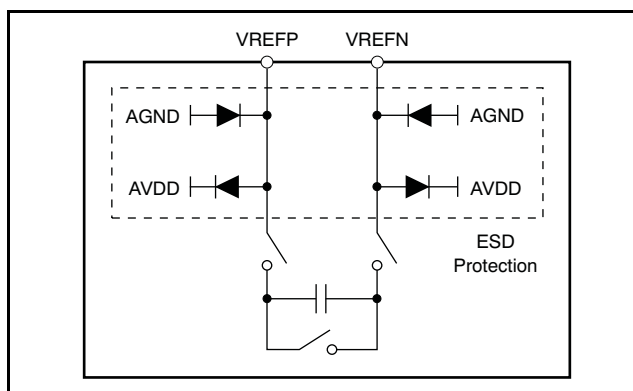 VREFP VREFN
AGND AGND
AVDD AVDD
ESD
Protection